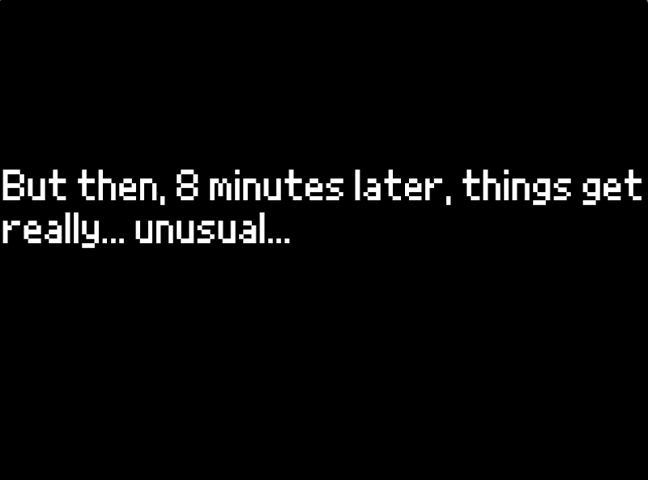 But then, 8 minutes later, things get
really... unusual...